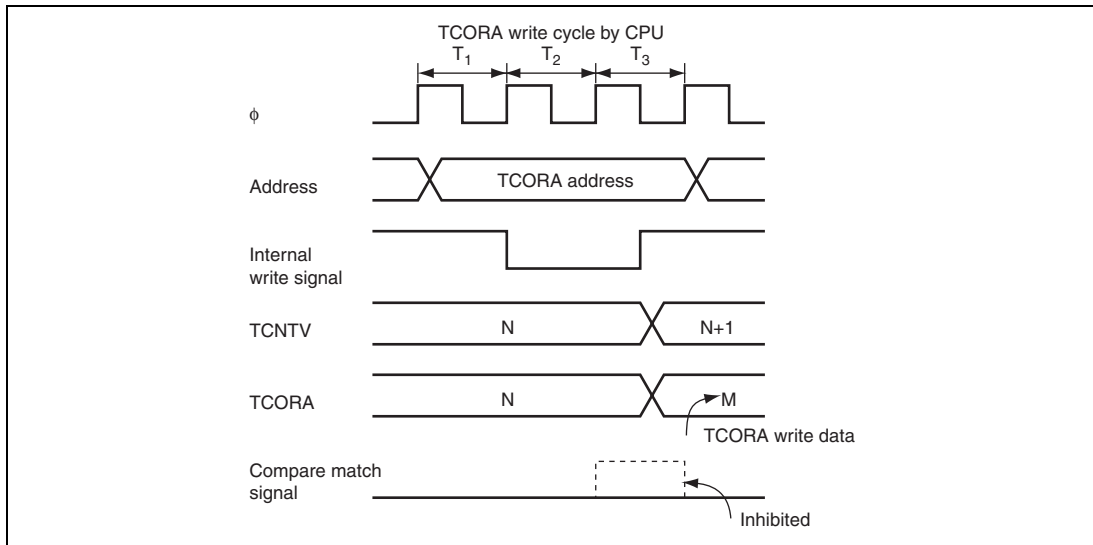 TCORA write cycle by CPU
T1 T2 T3
ϕ
Address
TCORA address
Internal
write signal
TCNTV
N
N+1
TCORA
N
M
TCORA write data
Compare match
signal
Inhibited